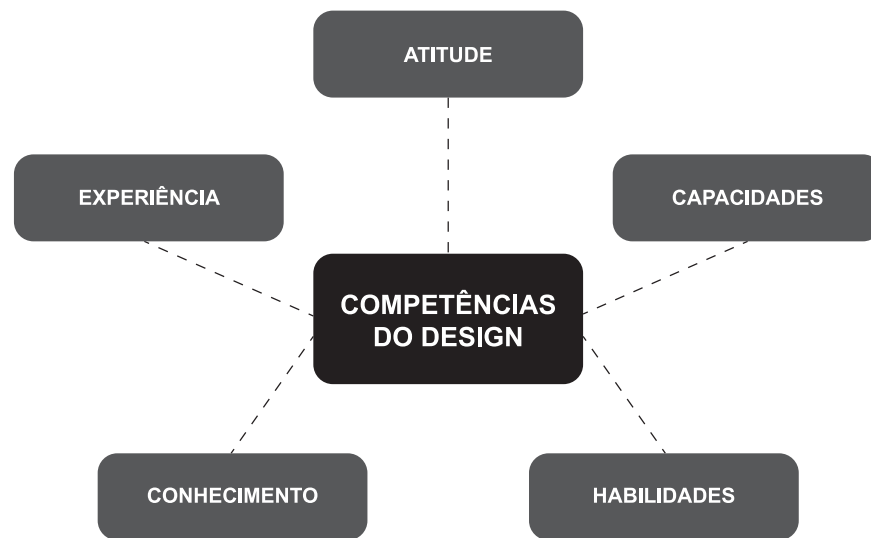 ATITUDE
EXPERIÊNCIA
CAPACIDADES
COMPETÊNCIAS
DO DESIGN
CONHECIMENTO
HABILIDADES